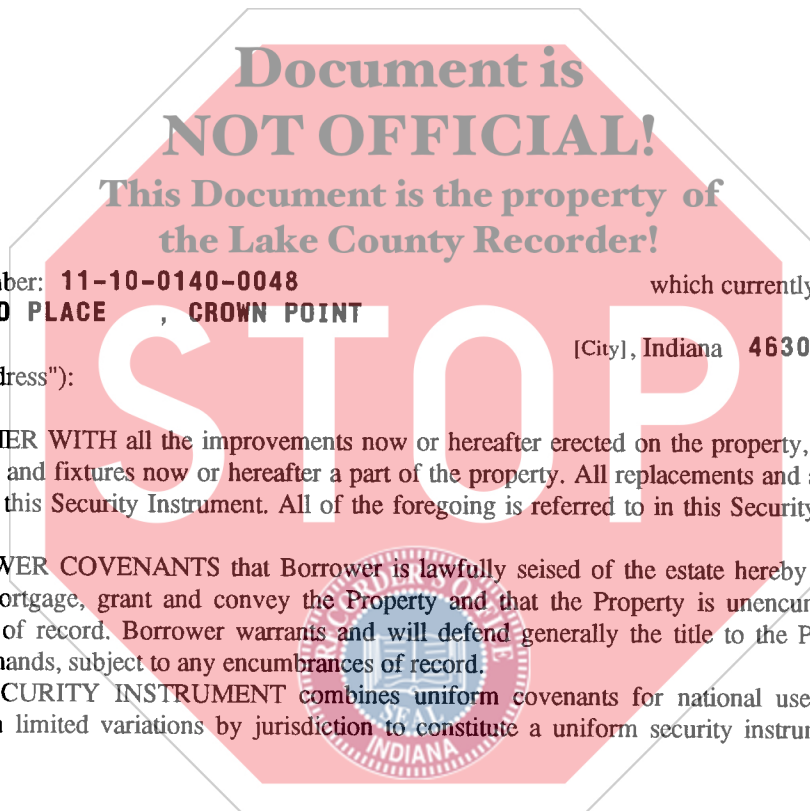 Document is
NOT OFFICIAL!
This Document is the property of
the Lake County Recorder!
ber: 11-10-0140-0048 which currently
D PLACE , CROWN POINT
[City], Indiana 4630
dress"):
STOP
ER WITH all the improvements now or hereafter erected on the property,
and fixtures now or hereafter a part of the property. All replacements and
this Security Instrument. All of the foregoing is referred to in this Security
WER COVENANTS that Borrower is lawfully seised of the estate hereby
ortgage, grant and convey the Property and that the Property is unencum
of record. Borrower warrants and will defend generally the title to the P
ands, subject to any encumbrances of record.
CURITY INSTRUMENT combines uniform covenants for national use
limited variations by jurisdiction to constitute a uniform security instrum
RECORDER'S OFFICE
SEAL
INDIANA